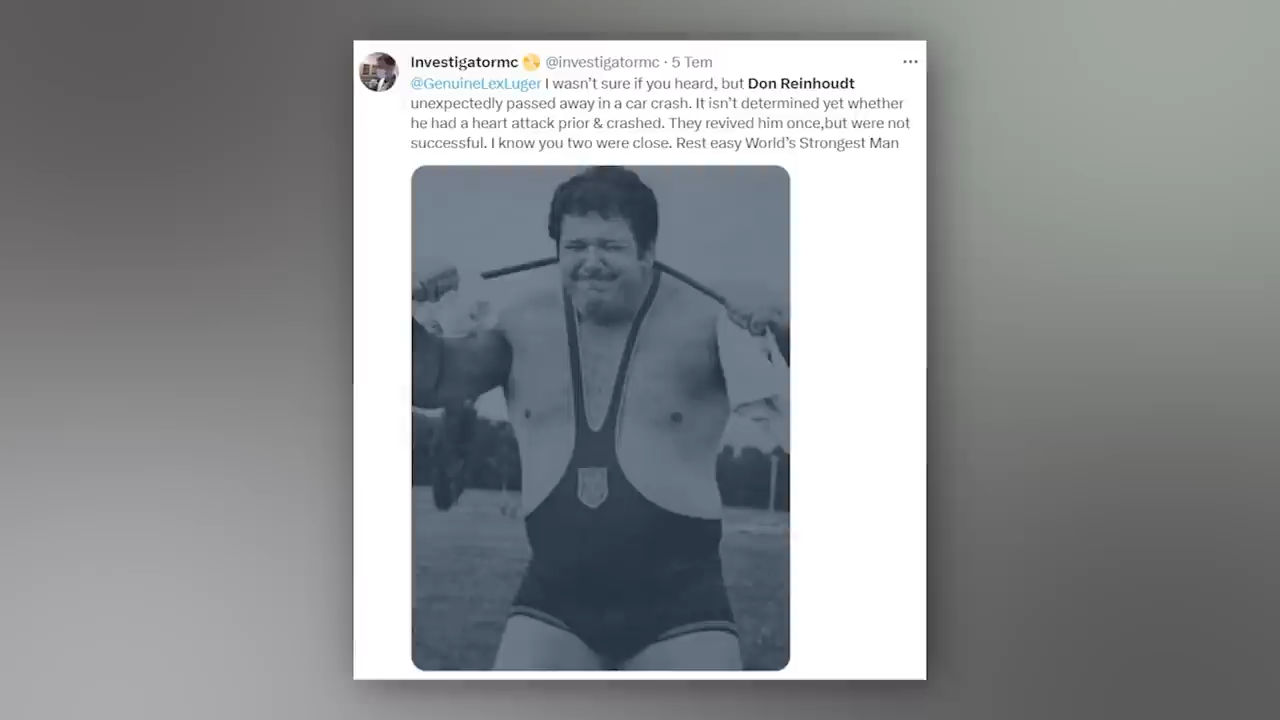 Investigatormc @investigatormc · 5 Tem
@GenuineLexLuger I wasn't sure if you heard, but Don Reinhoudt
unexpectedly passed away in a car crash. It isn't determined yet whether
he had a heart attack prior & crashed. They revived him once,but were not
successful. I know you two were close. Rest easy World's Strongest Man